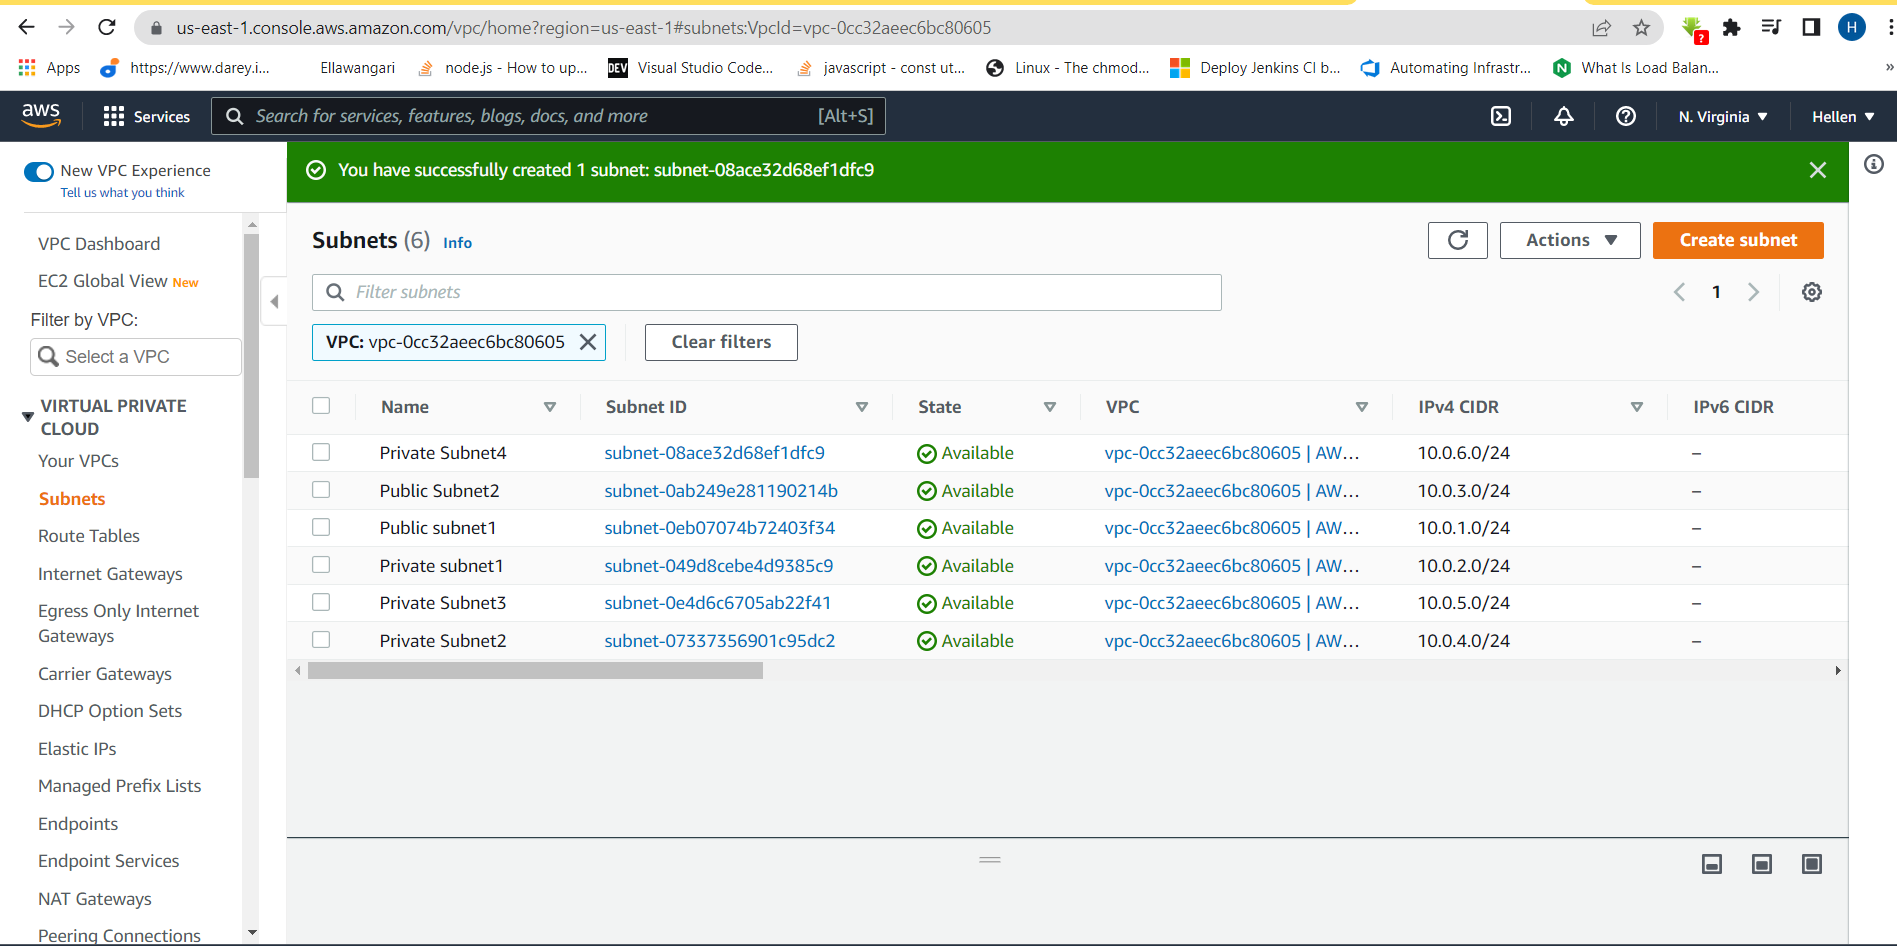 us-east-1.console.aws.amazon.com/vpc/home?region=us-east-1#subnets:VpcId=vpc-0cc32aeec6bc80605
?
H
Apps https://www.darey.i... Ellawangari node.js - How to up... DEV Visual Studio Code... javascript - const ut... Linux - The chmod... Deploy Jenkins CI b... Automating Infrastr... N What Is Load Balan... »
aws Services Search for services, features, blogs, docs, and more [Alt+S] N. Virginia Hellen
New VPC Experience
Tell us what you think
VPC Dashboard
EC2 Global View New
Filter by VPC:
Select a VPC
VIRTUAL PRIVATE
CLOUD
Your VPCs
Subnets
Route Tables
Internet Gateways
Egress Only Internet
Gateways
Carrier Gateways
DHCP Option Sets
Elastic IPs
Managed Prefix Lists
Endpoints
Endpoint Services
NAT Gateways
Peering Connections
You have successfully created 1 subnet: subnet-08ace32d68ef1dfc9
Subnets (6) Info
Actions
Create subnet
Filter subnets
1
VPC: vpc-0cc32aeec6bc80605
Clear filters
Name Subnet ID State VPC IPv4 CIDR IPv6 CIDR
Private Subnet4 subnet-08ace32d68ef1dfc9 Available vpc-0cc32aeec6bc80605 | AW... 10.0.6.0/24 –
Public Subnet2 subnet-0ab249e281190214b Available vpc-0cc32aeec6bc80605 | AW... 10.0.3.0/24 –
Public subnet1 subnet-0eb07074b72403f34 Available vpc-0cc32aeec6bc80605 | AW... 10.0.1.0/24 –
Private subnet1 subnet-049d8cebe4d9385c9 Available vpc-0cc32aeec6bc80605 | AW... 10.0.2.0/24 –
Private Subnet3 subnet-0e4d6c6705ab22f41 Available vpc-0cc32aeec6bc80605 | AW... 10.0.5.0/24 –
Private Subnet2 subnet-07337356901c95dc2 Available vpc-0cc32aeec6bc80605 | AW... 10.0.4.0/24 –